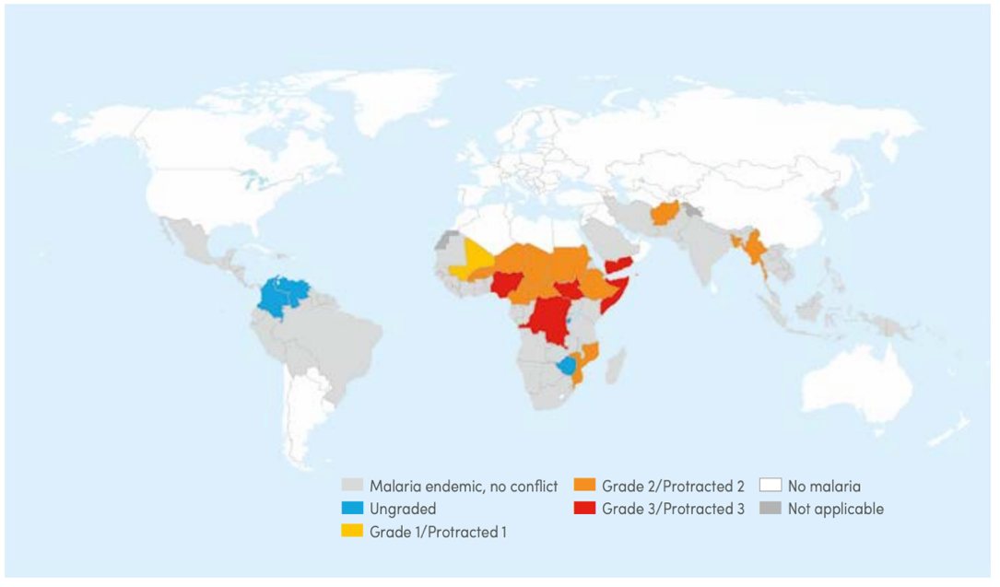 Malaria endemic, no conflict
Ungraded
Grade 1/Protracted 1
Grade 2/Protracted 2
Grade 3/Protracted 3
No malaria
Not applicable